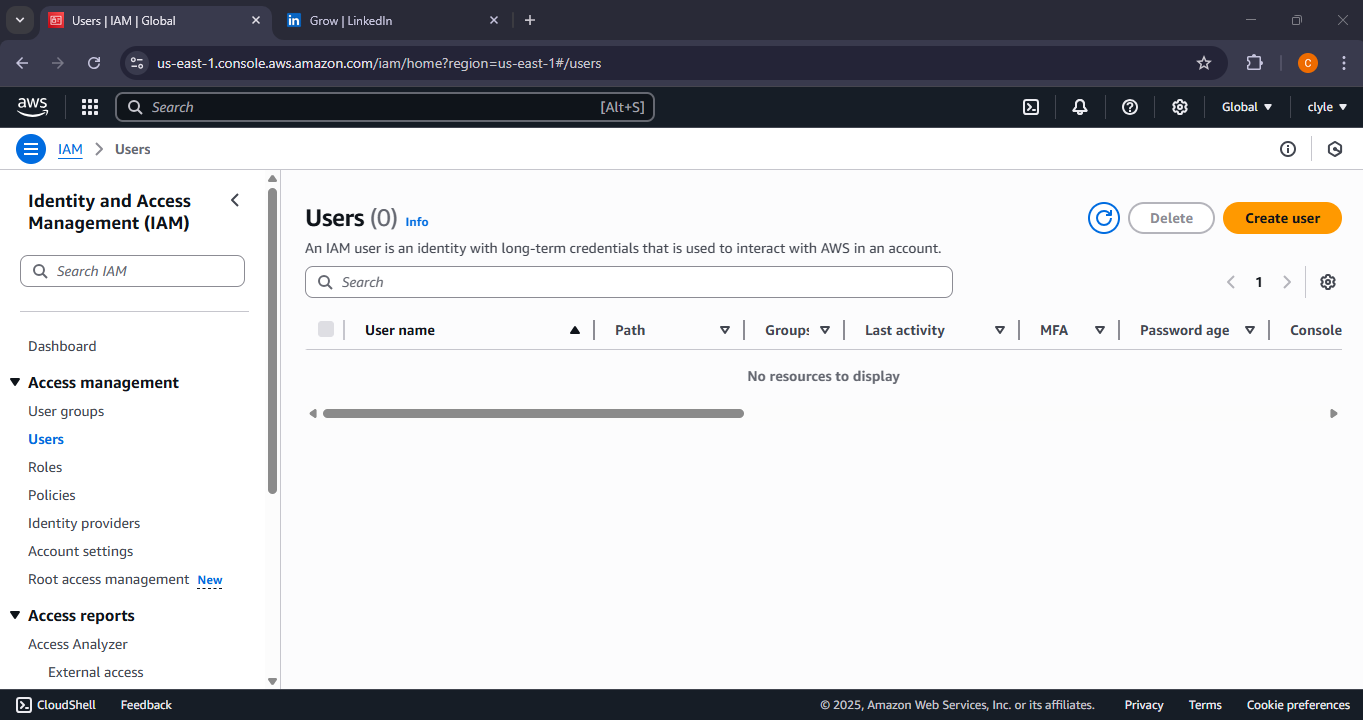 Users | IAM | Global
Grow | LinkedIn
us-east-1.console.aws.amazon.com/iam/home?region=us-east-1#/users
C
aws
Search
[Alt+S]
Global
clyle
IAM
Users
Identity and Access
Management (IAM)
Search IAM
Dashboard
Access management
User groups
Users
Roles
Policies
Identity providers
Account settings
Root access management New
Access reports
Access Analyzer
External access
Users (0) Info
Delete
Create user
An IAM user is an identity with long-term credentials that is used to interact with AWS in an account.
Search
1
User name
Path
Groups
Last activity
MFA
Password age
Console
No resources to display
CloudShell
Feedback
© 2025, Amazon Web Services, Inc. or its affiliates.
Privacy
Terms
Cookie preferences